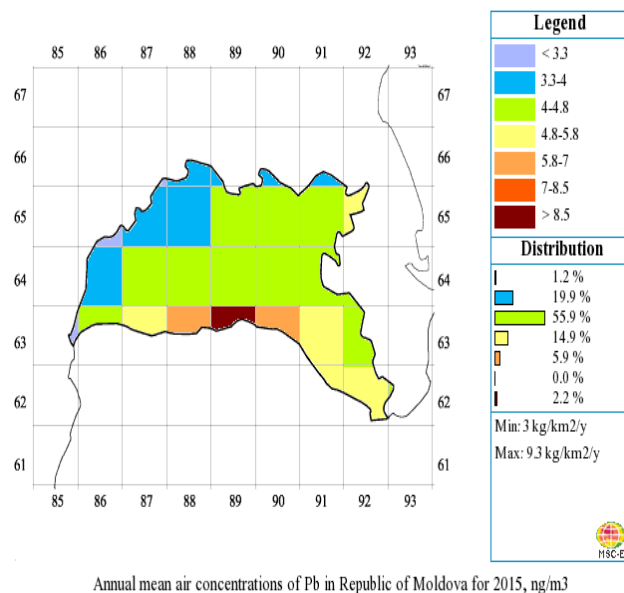 Legend
85 86 87 88 89 90 91 92 93
< 3.3
3.3-4
4-4.8
4.8-5.8
5.8-7
7-8.5
> 8.5
67 67
66 66
65 65
64 64
63 63
62 62
61 61
85 86 87 88 89 90 91 92 93
Distribution
1.2 %
19.9 %
55.9 %
14.9 %
5.9 %
0.0 %
2.2 %
Min: 3 kg/km2/y
Max: 9.3 kg/km2/y
MSC-E
Annual mean air concentrations of Pb in Republic of Moldova for 2015, ng/m3